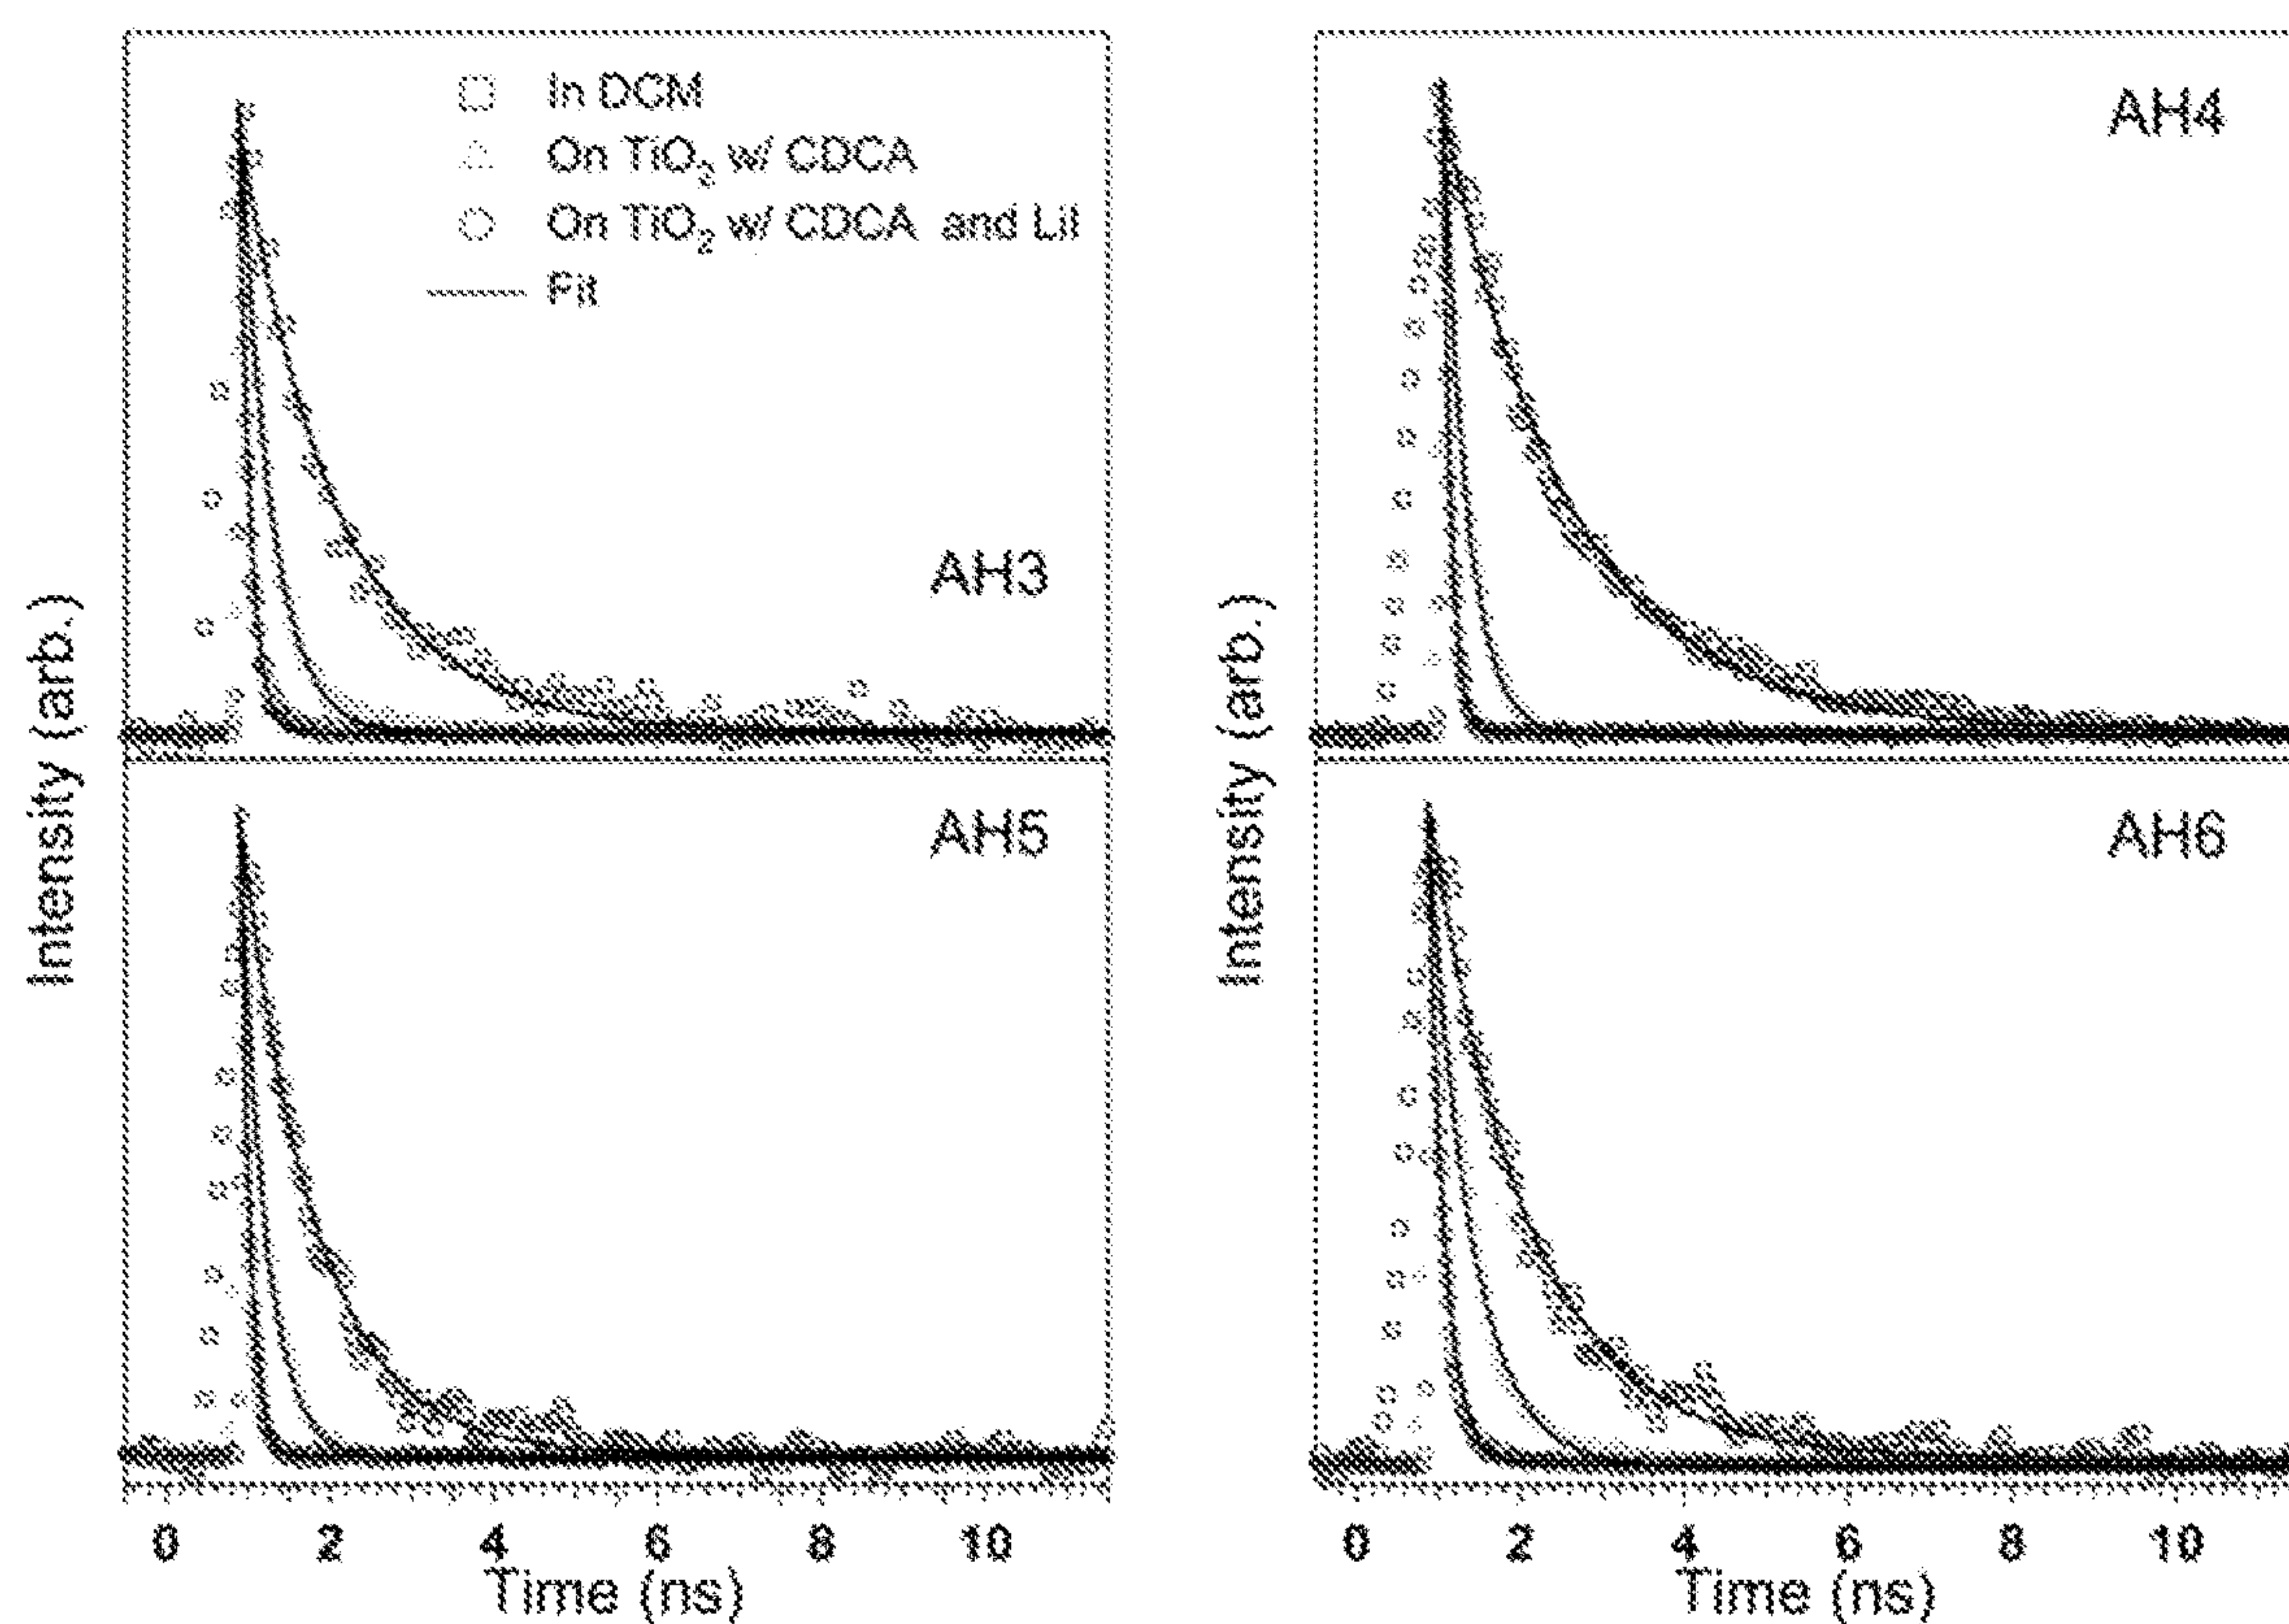 In DCM
On TiO₂ w/ CDCA
On TiO₂ w/ CDCA and LiI
Fit
AH3
Intensity (arb.)
AH4
Intensity (arb.)
AH5
0 2 4 6 8 10
Time (ns)
AH6
0 2 4 6 8 10
Time (ns)